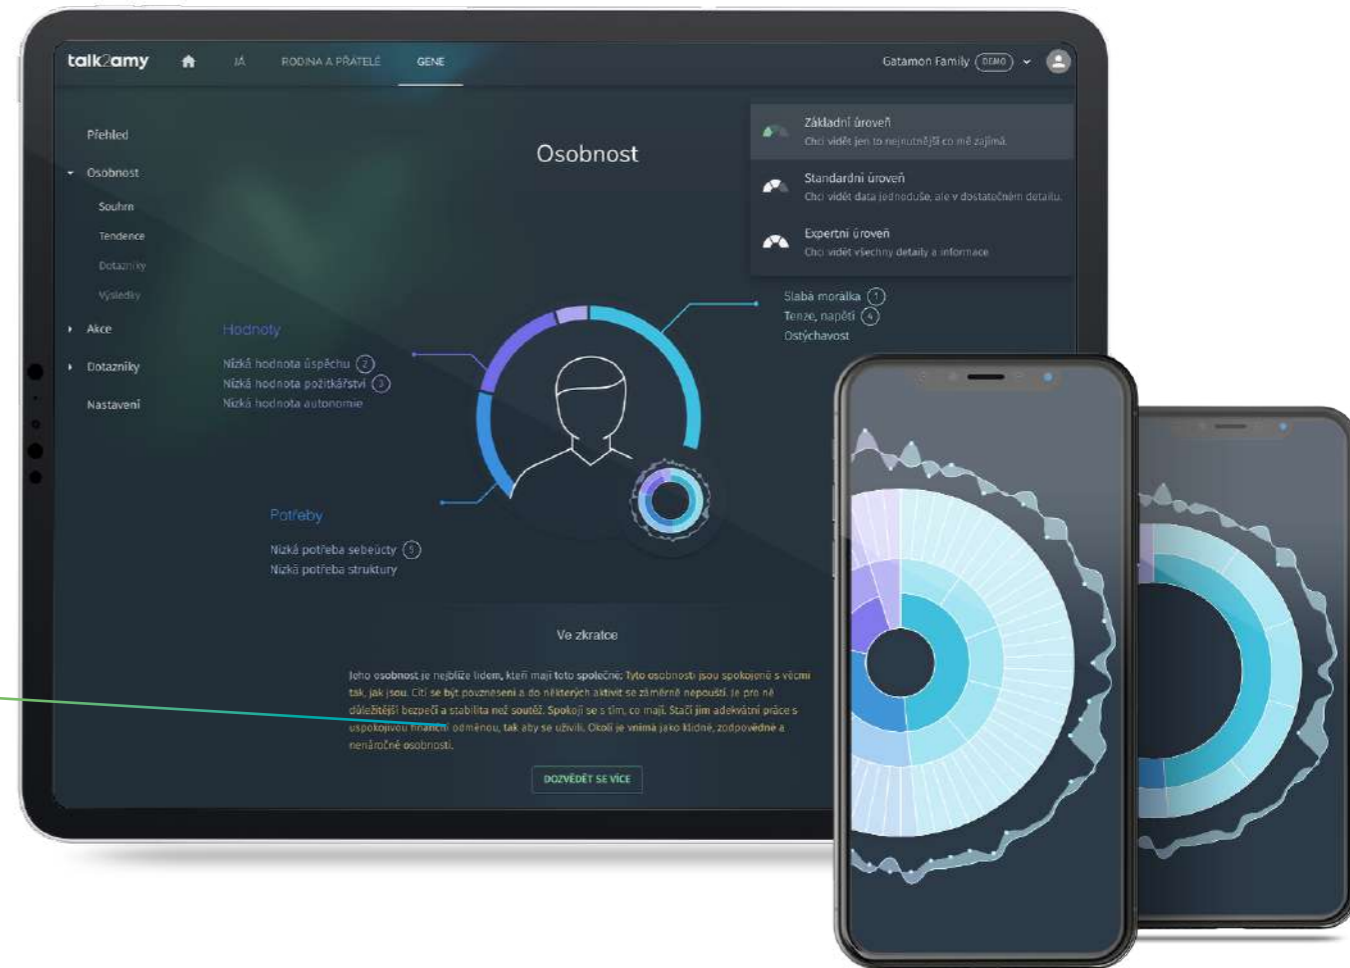 talk2amy
JÁ
RODINA A PŘÁTELÉ
GENE
Gatamon Family
DEMO
Přehled
Osobnost
Souhrn
Tendence
Dotazníky
Výsledky
Akce
Dotazníky
Nastavení
Osobnost
Základní úroveň
Chci vidět jen to nejnutnější co mě zajímá.
Standardní úroveň
Chci vidět data jednoduše, ale v dostatečném detailu.
Expertní úroveň
Chci vidět všechny detaily a informace
Slabá morálka 1
Tenze, napětí 4
Ostýchavost
Hodnoty
Nízká hodnota úspěchu 2
Nízká hodnota požitkářství 3
Nízká hodnota autonomie
Potřeby
Nízká potřeba sebeúcty 5
Nízká potřeba struktury
Ve zkratce
Jeho osobnost je nejblíže lidem, kteří mají toto společné: Tyto osobnosti jsou spokojené s věcmi
tak, jak jsou. Cítí se být povznesení a do některých aktivit se záměrně nepouští. Je pro ně
důležitější bezpečí a stabilita než soutěž. Spokojí se s tím, co mají. Stačí jim adekvátní práce s
uspokojivou finanční odměnou, tak aby se uživili. Okolí je vnímá jako klidné, zodpovědné a
nenáročné osobnosti.
DOZVĚDĚT SE VÍCE